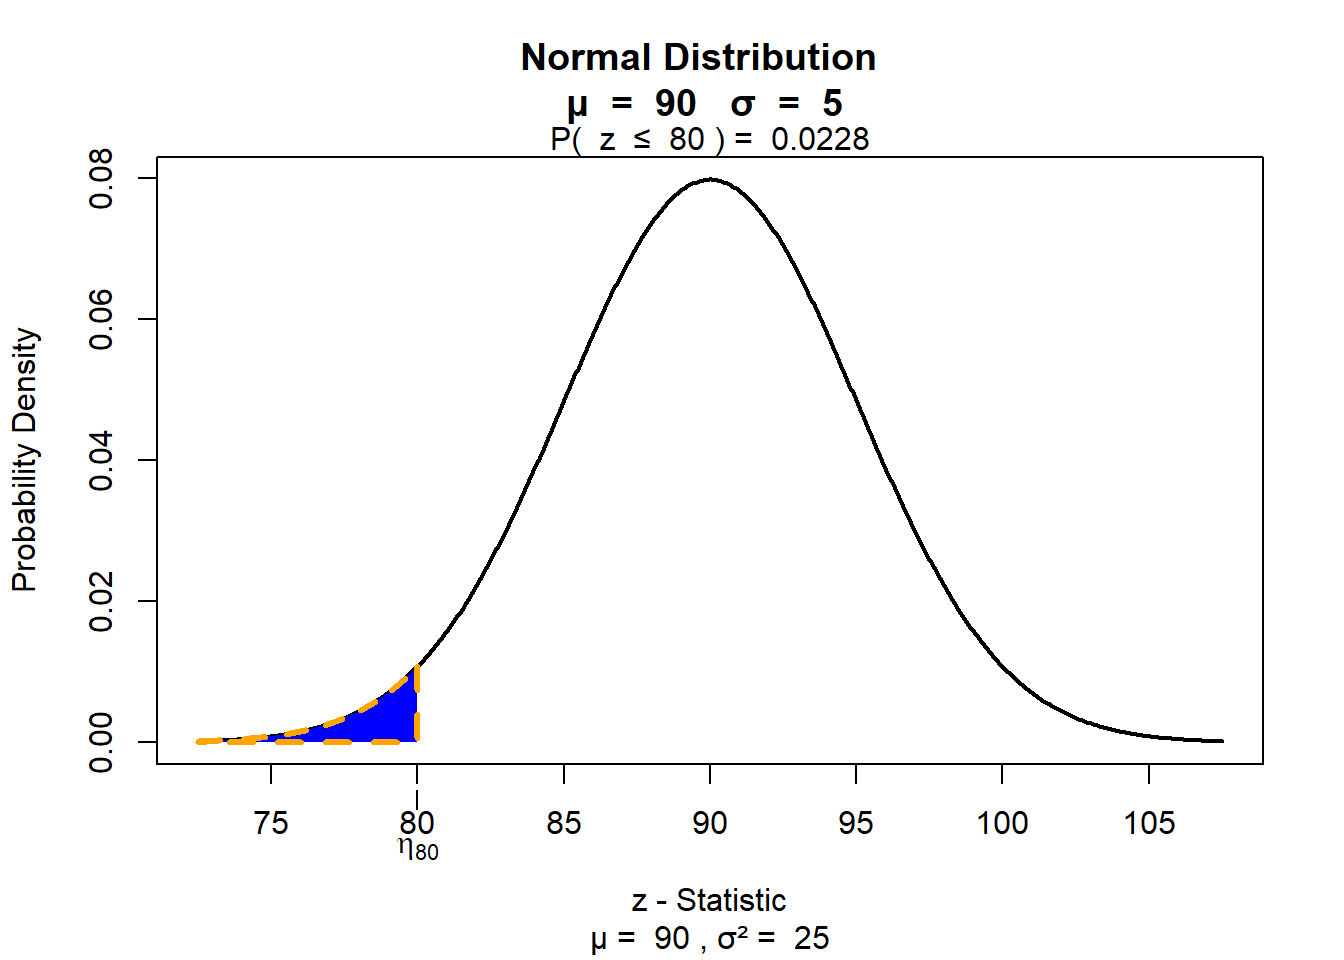 Normal Distribution
μ = 90 σ = 5
P( z ≤ 80 ) = 0.0228
Probability Density
0.08
0.06
0.04
0.02
0.00
75 80 85 90 95 100 105
η80
z - Statistic
μ = 90 , σ² = 25